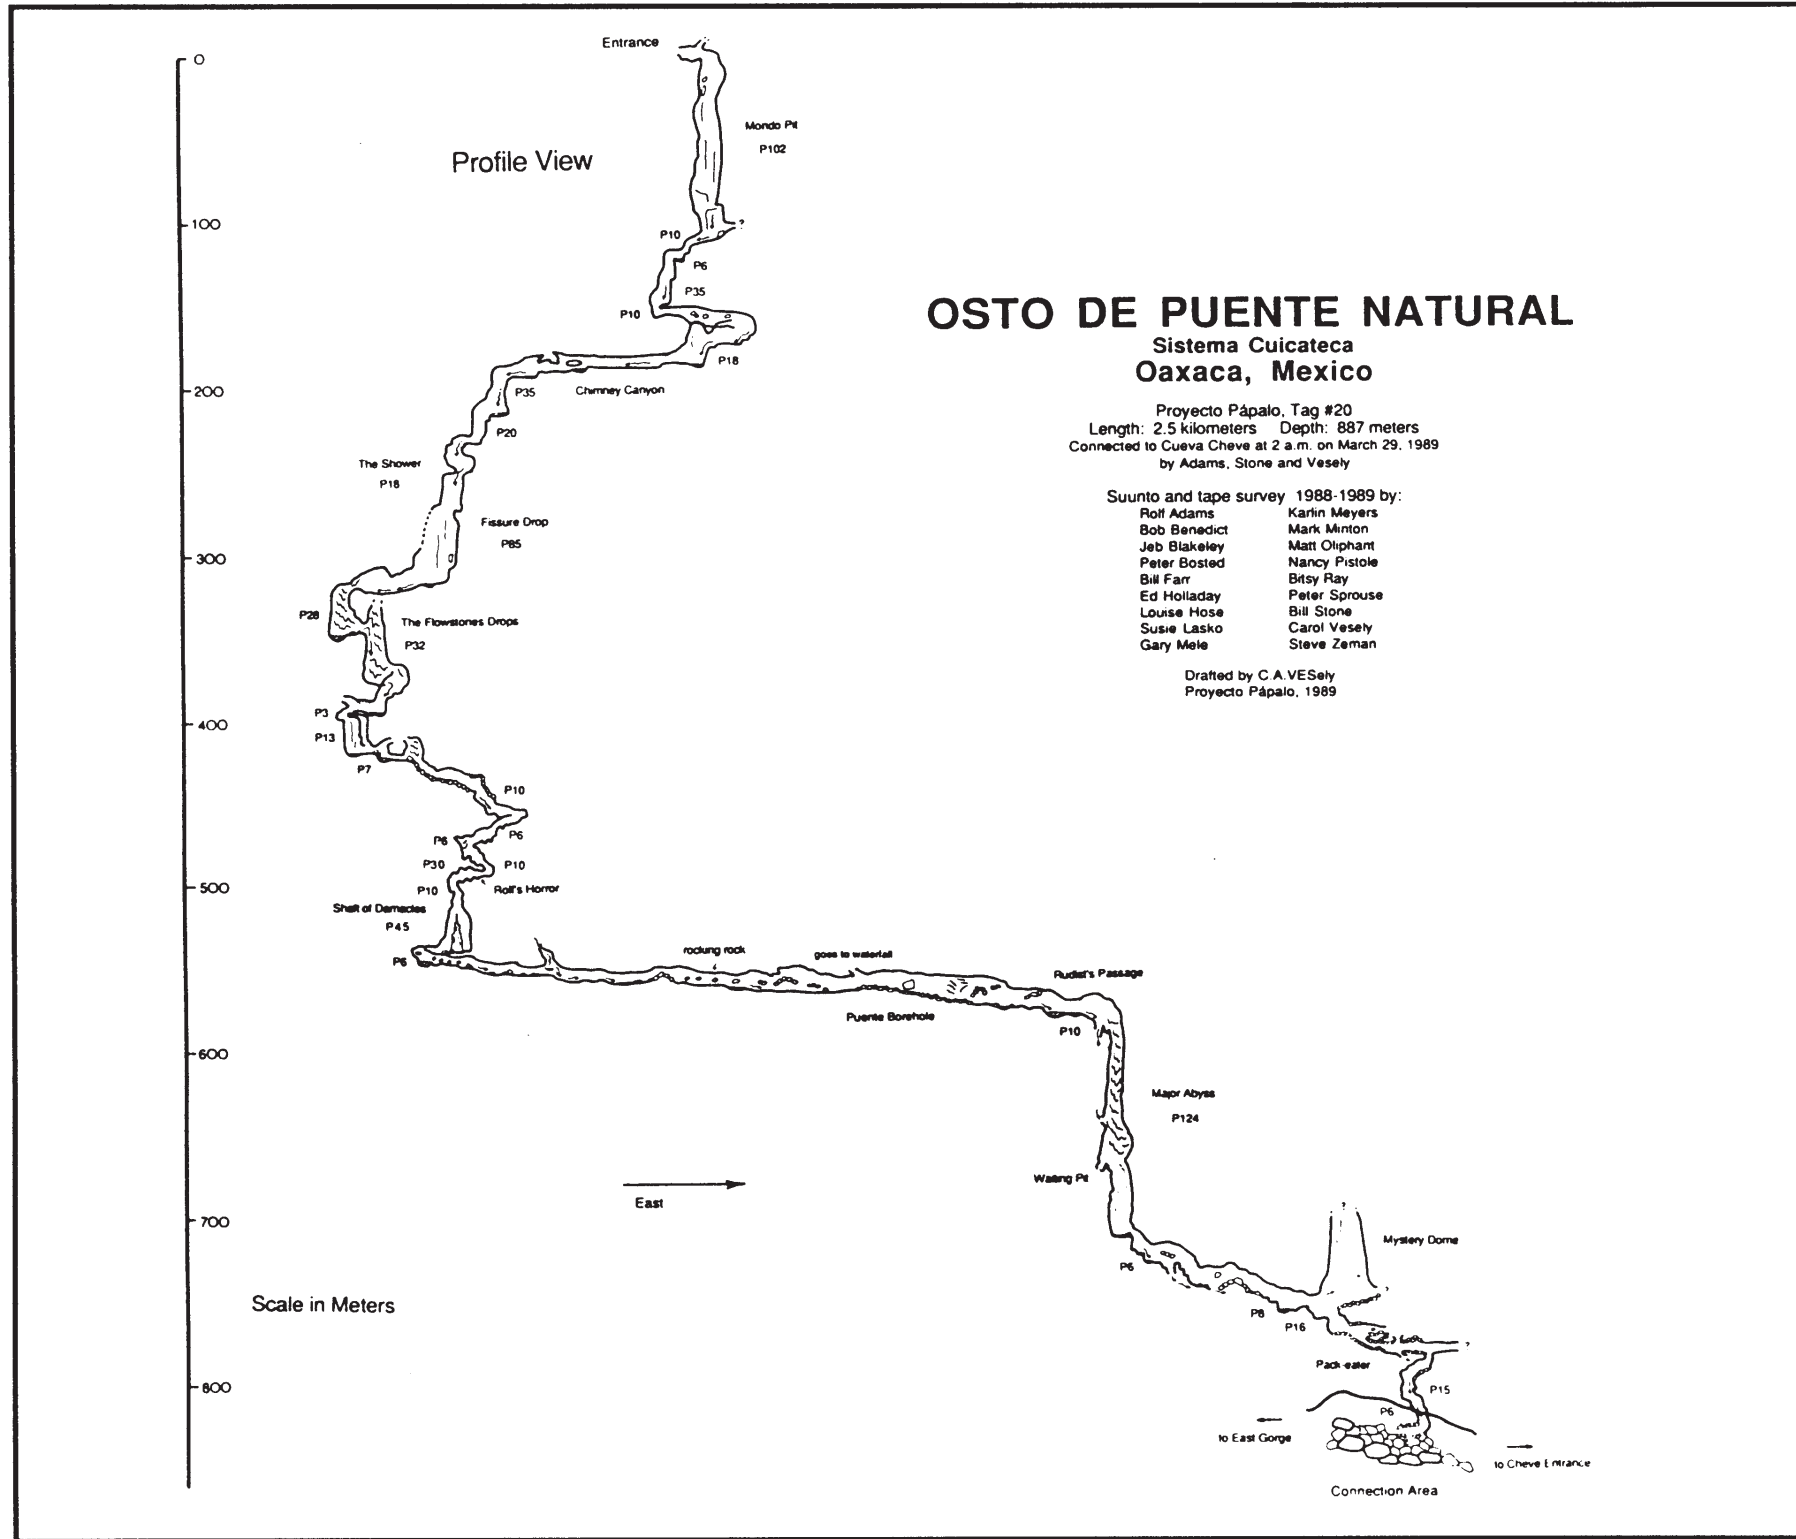 Entrance
0
Mondo Pit
P102
Profile View
100
P10
P6
P35
P10
P18
Chimney Canyon
200
P35
P20
The Shower
P18
Fissure Drop
P85
300
P28
The Flowstones Drops
P32
P3
400
P13
P7
P10
P6
P6
P30
P10
P10
500
Rolf's Horror
Shaft of Damacles
P45
P6
rocking rock
goes to waterfall
Rudist's Passage
Puente Borehole
P10
600
Major Abyss
P124
Waiting Pit
East
700
?
Mystery Dome
P6
Scale in Meters
P8
P16
Pack-eater
800
P15
P6
to East Gorge
to Cheve Entrance
Connection Area
OSTO DE PUENTE NATURAL
Sistema Cuicateca
Oaxaca, Mexico
Proyecto Pápalo, Tag #20
Length: 2.5 kilometers Depth: 887 meters
Connected to Cueva Cheve at 2 a.m. on March 29, 1989
by Adams, Stone and Vesely
Suunto and tape survey 1988-1989 by:
Rolf Adams Karlin Meyers
Bob Benedict Mark Minton
Jeb Blakeley Matt Oliphant
Peter Bosted Nancy Pistole
Bill Farr Bitsy Ray
Ed Holladay Peter Sprouse
Louise Hose Bill Stone
Susie Lasko Carol Vesely
Gary Mele Steve Zeman
Drafted by C.A.VESely
Proyecto Pápalo, 1989